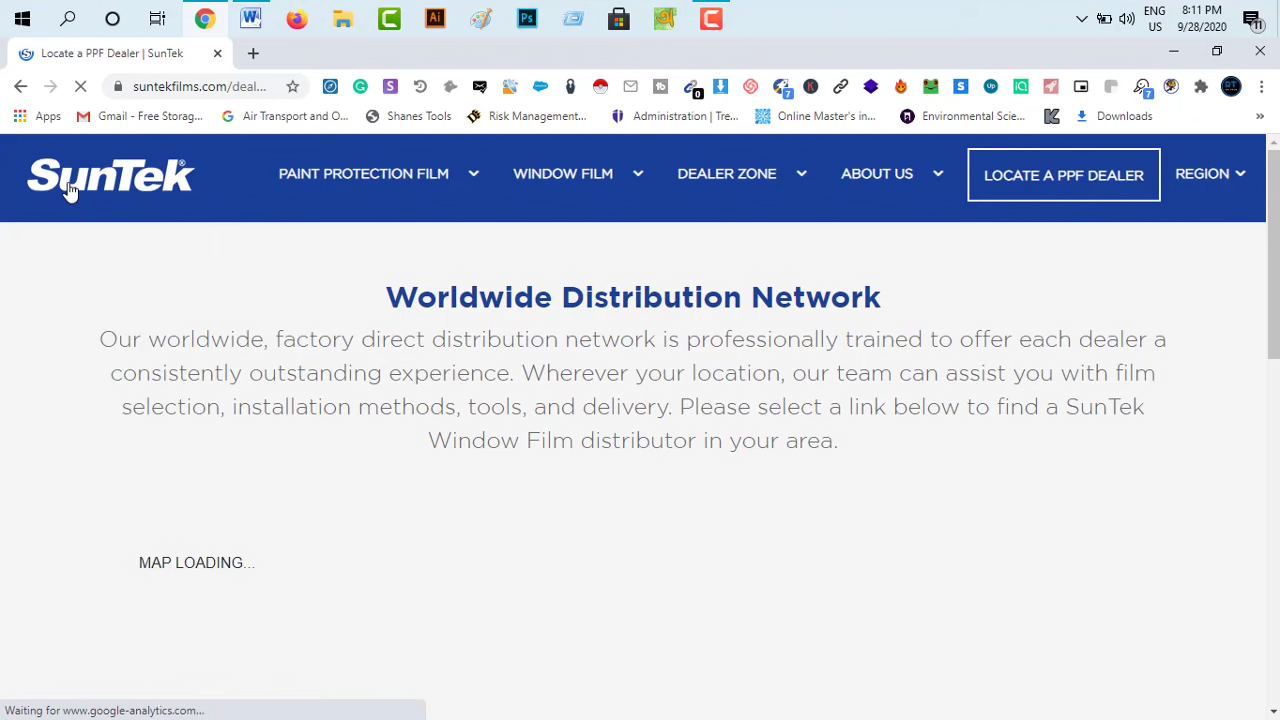 ENG 8:11 PM
US 9/28/2020 11
Locate a PPF Dealer | SunTek
suntekfilms.com/deal...
0 7 7
Apps Gmail - Free Storag... Air Transport and O... Shanes Tools Risk Management... Administration | Tre... Online Master's in... Environmental Scie... Downloads »
SunTek® PAINT PROTECTION FILM WINDOW FILM DEALER ZONE ABOUT US LOCATE A PPF DEALER REGION
Worldwide Distribution Network
Our worldwide, factory direct distribution network is professionally trained to offer each dealer a
consistently outstanding experience. Wherever your location, our team can assist you with film
selection, installation methods, tools, and delivery. Please select a link below to find a SunTek
Window Film distributor in your area.
MAP LOADING...
Waiting for www.google-analytics.com...